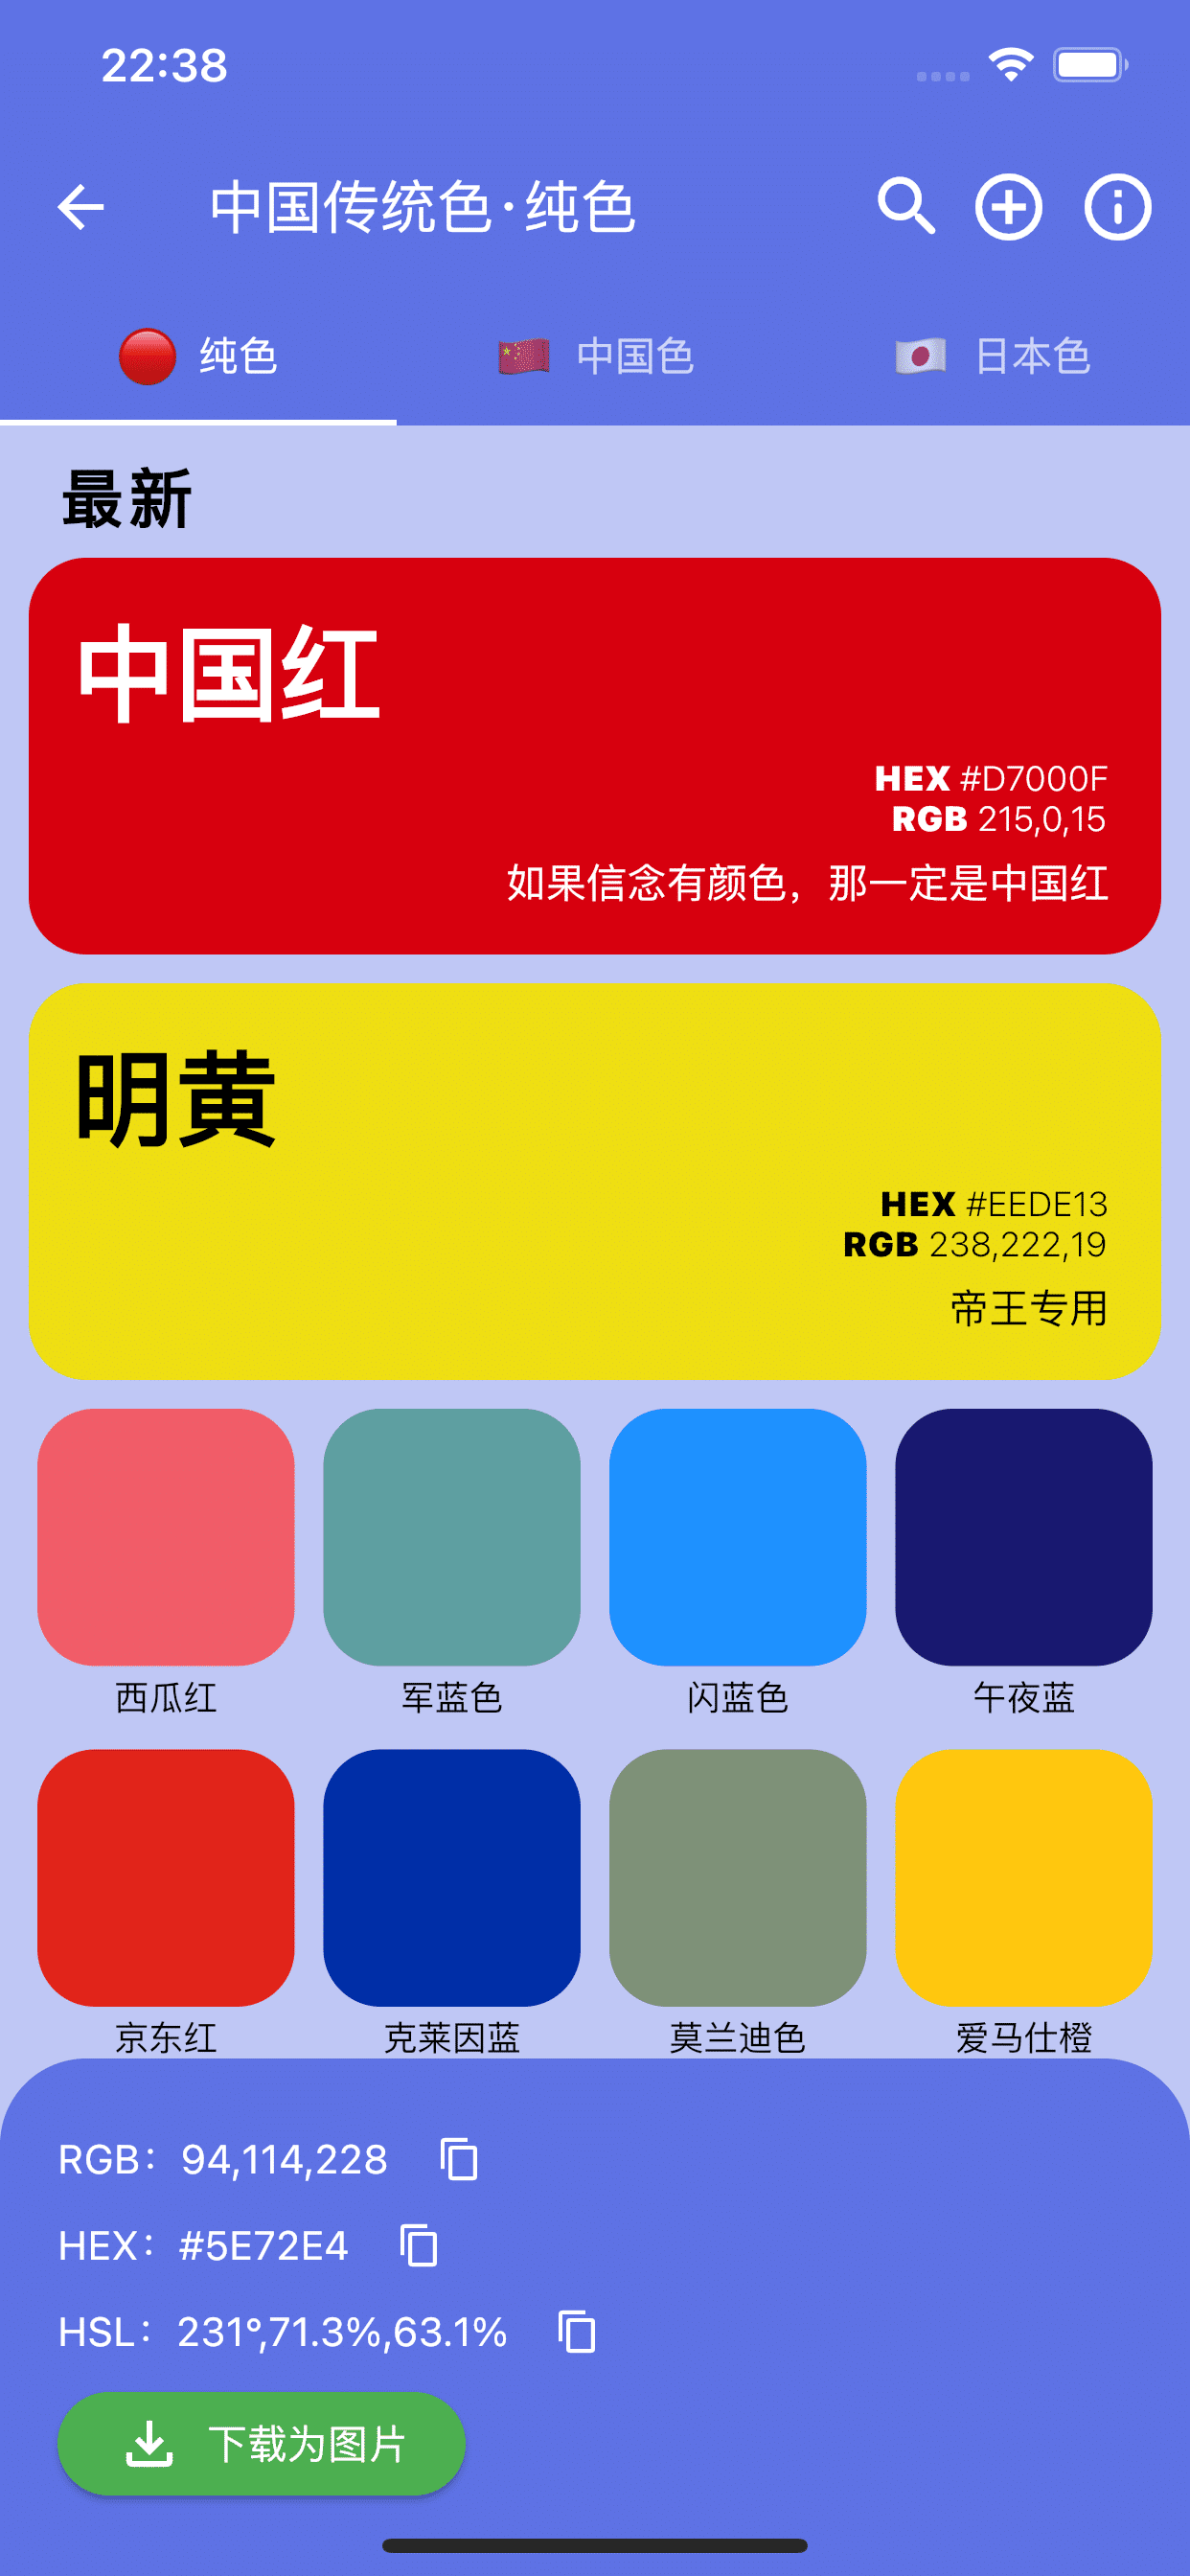 22:38
中国传统色·纯色
纯色
中国色
日本色
最新
中国红
HEX #D7000F
RGB 215,0,15
如果信念有颜色，那一定是中国红
明黄
HEX #EEDE13
RGB 238,222,19
帝王专用
西瓜红
军蓝色
闪蓝色
午夜蓝
京东红
克莱因蓝
莫兰迪色
爱马仕橙
RGB： 94,114,228
HEX： #5E72E4
HSL： 231°,71.3%,63.1%
下载为图片